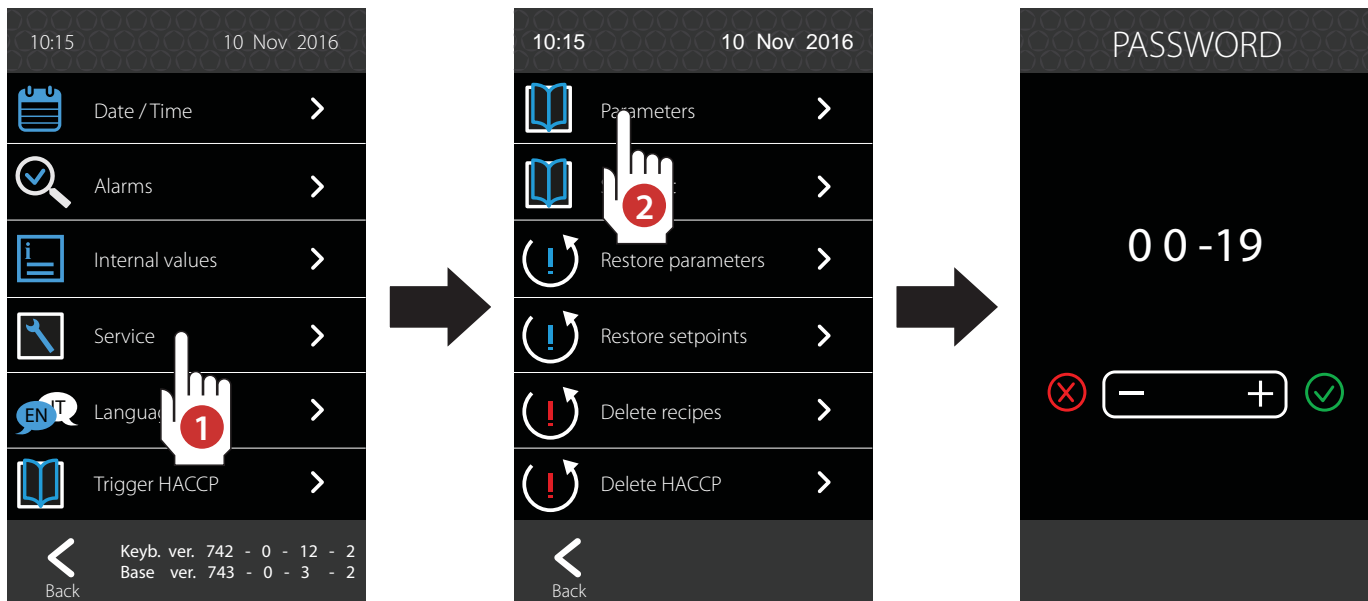 10:15 10 Nov 2016
Date / Time
Alarms
Internal values
Service
EN IT
1
Trigger HACCP
Back
Keyb. ver. 742 - 0 - 12 - 2
Base ver. 743 - 0 - 3 - 2
10:15 10 Nov 2016
Parameters
2
Restore parameters
Restore setpoints
Delete recipes
Delete HACCP
Back
PASSWORD
0 0 -19